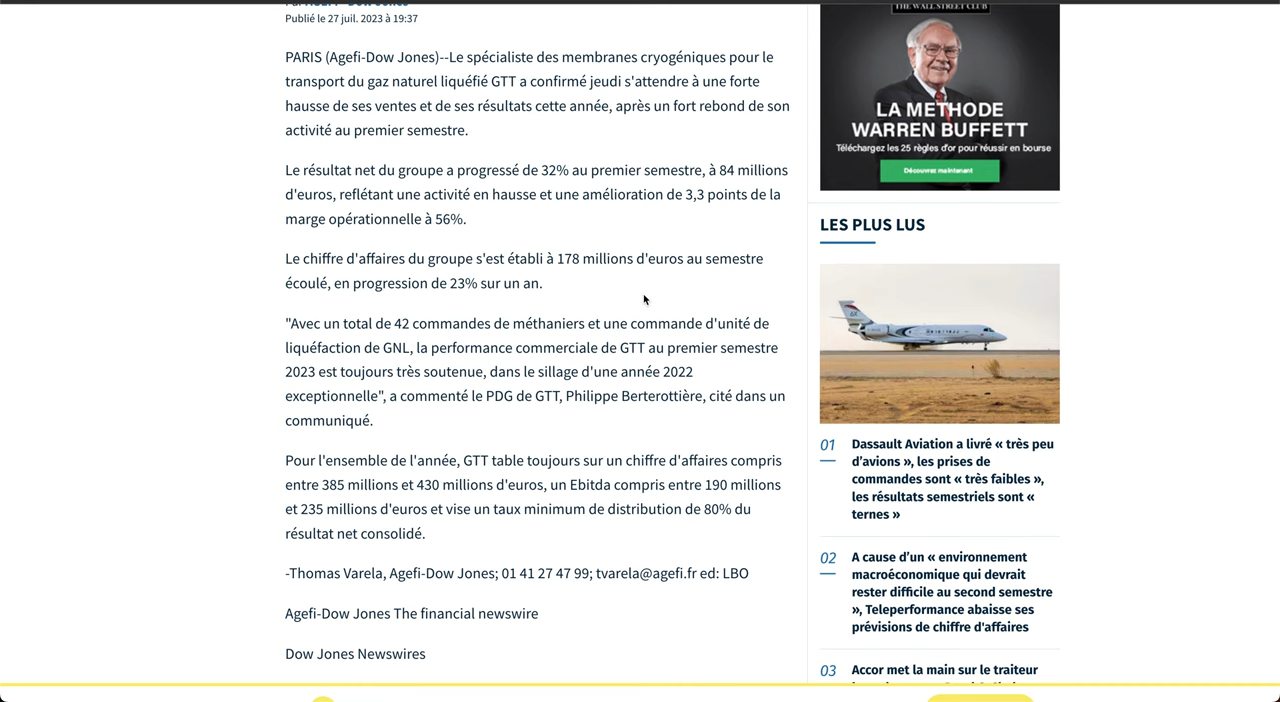 Publié le 27 juil. 2023 à 19:37
PARIS (Agefi-Dow Jones)--Le spécialiste des membranes cryogéniques pour le
transport du gaz naturel liquéfié GTT a confirmé jeudi s'attendre à une forte
hausse de ses ventes et de ses résultats cette année, après un fort rebond de son
activité au premier semestre.
Le résultat net du groupe a progressé de 32% au premier semestre, à 84 millions
d'euros, reflétant une activité en hausse et une amélioration de 3,3 points de la
marge opérationnelle à 56%.
Le chiffre d'affaires du groupe s'est établi à 178 millions d'euros au semestre
écoulé, en progression de 23% sur un an.
"Avec un total de 42 commandes de méthaniers et une commande d'unité de
liquéfaction de GNL, la performance commerciale de GTT au premier semestre
2023 est toujours très soutenue, dans le sillage d'une année 2022
exceptionnelle", a commenté le PDG de GTT, Philippe Berterottière, cité dans un
communiqué.
Pour l'ensemble de l'année, GTT table toujours sur un chiffre d'affaires compris
entre 385 millions et 430 millions d'euros, un Ebitda compris entre 190 millions
et 235 millions d'euros et vise un taux minimum de distribution de 80% du
résultat net consolidé.
-Thomas Varela, Agefi-Dow Jones; 01 41 27 47 99; tvarela@agefi.fr ed: LBO
Agefi-Dow Jones The financial newswire
Dow Jones Newswires
THE WALL STREET CLUB
LA METHODE
WARREN BUFFETT
Téléchargez les 25 règles d'or pour réussir en bourse
Découvrez maintenant
LES PLUS LUS
01
Dassault Aviation a livré « très peu
d'avions », les prises de
commandes sont « très faibles »,
les résultats semestriels sont «
ternes »
02
A cause d'un « environnement
macroéconomique qui devrait
rester difficile au second semestre
», Teleperformance abaisse ses
prévisions de chiffre d'affaires
03
Accor met la main sur le traiteur